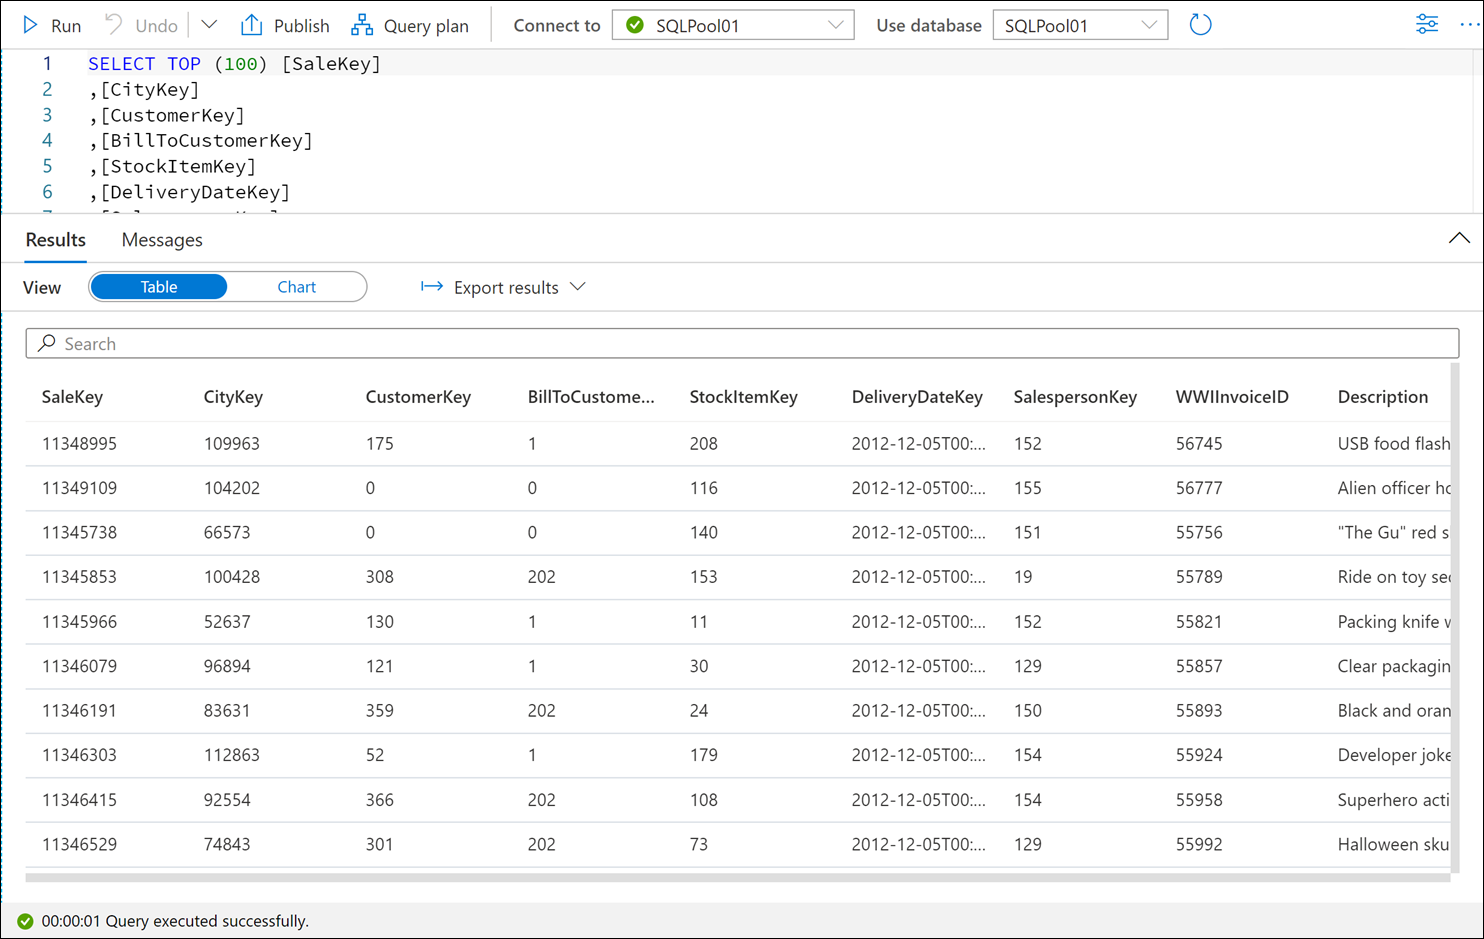 Run Undo Publish Query plan Connect to SQLPool01 Use database SQLPool01
1 SELECT TOP (100) [SaleKey]
2 ,[CityKey]
3 ,[CustomerKey]
4 ,[BillToCustomerKey]
5 ,[StockItemKey]
6 ,[DeliveryDateKey]
Results Messages
View Table Chart Export results
Search
SaleKey CityKey CustomerKey BillToCustome... StockItemKey DeliveryDateKey SalespersonKey WWIInvoiceID Description
11348995 109963 175 1 208 2012-12-05T00:... 152 56745 USB food flash
11349109 104202 0 0 116 2012-12-05T00:... 155 56777 Alien officer ho
11345738 66573 0 0 140 2012-12-05T00:... 151 55756 "The Gu" red s
11345853 100428 308 202 153 2012-12-05T00:... 19 55789 Ride on toy sed
11345966 52637 130 1 11 2012-12-05T00:... 152 55821 Packing knife w
11346079 96894 121 1 30 2012-12-05T00:... 129 55857 Clear packagin
11346191 83631 359 202 24 2012-12-05T00:... 150 55893 Black and oran
11346303 112863 52 1 179 2012-12-05T00:... 154 55924 Developer joke
11346415 92554 366 202 108 2012-12-05T00:... 154 55958 Superhero acti
11346529 74843 301 202 73 2012-12-05T00:... 129 55992 Halloween sku
00:00:01 Query executed successfully.